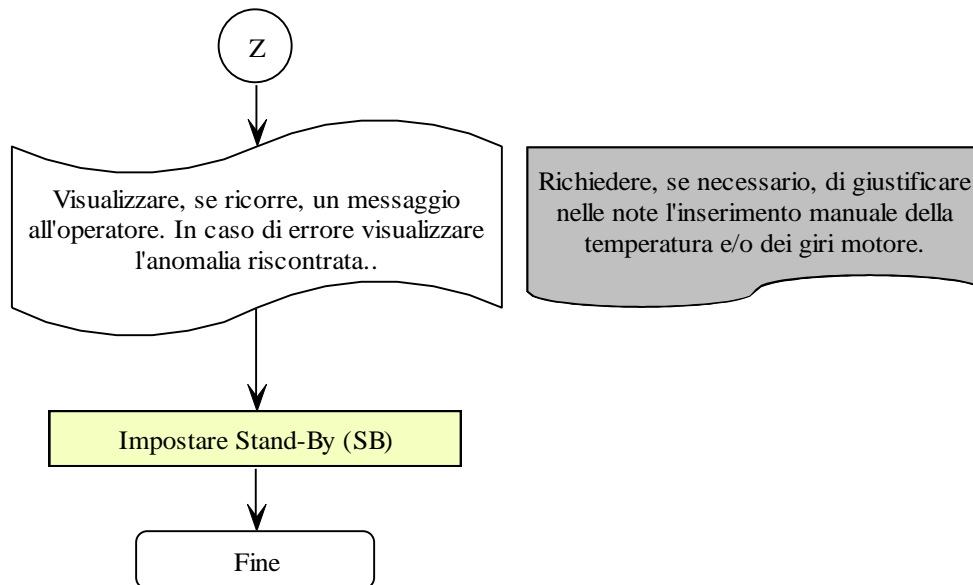 Z
Visualizzare, se ricorre, un messaggio
all'operatore. In caso di errore visualizzare
l'anomalia riscontrata..
Richiedere, se necessario, di giustificare
nelle note l'inserimento manuale della
temperatura e/o dei giri motore.
Impostare Stand-By (SB)
Fine